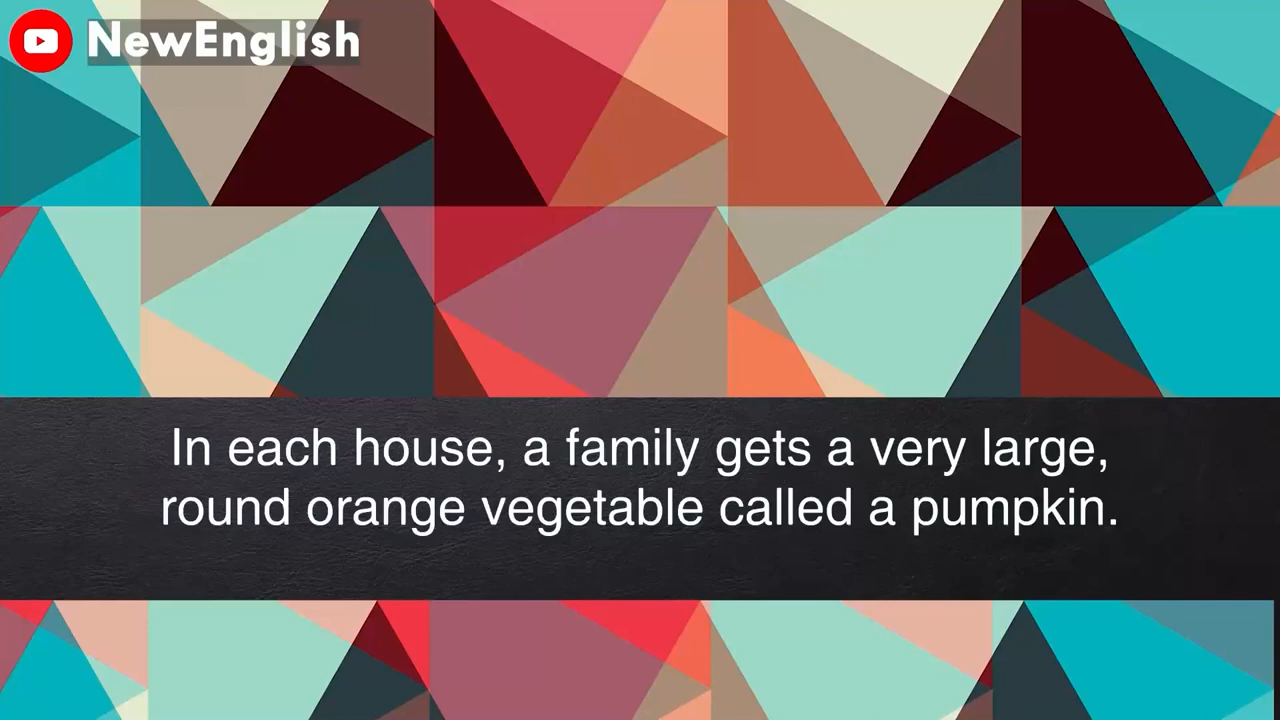 NewEnglish
In each house, a family gets a very large,
round orange vegetable called a pumpkin.